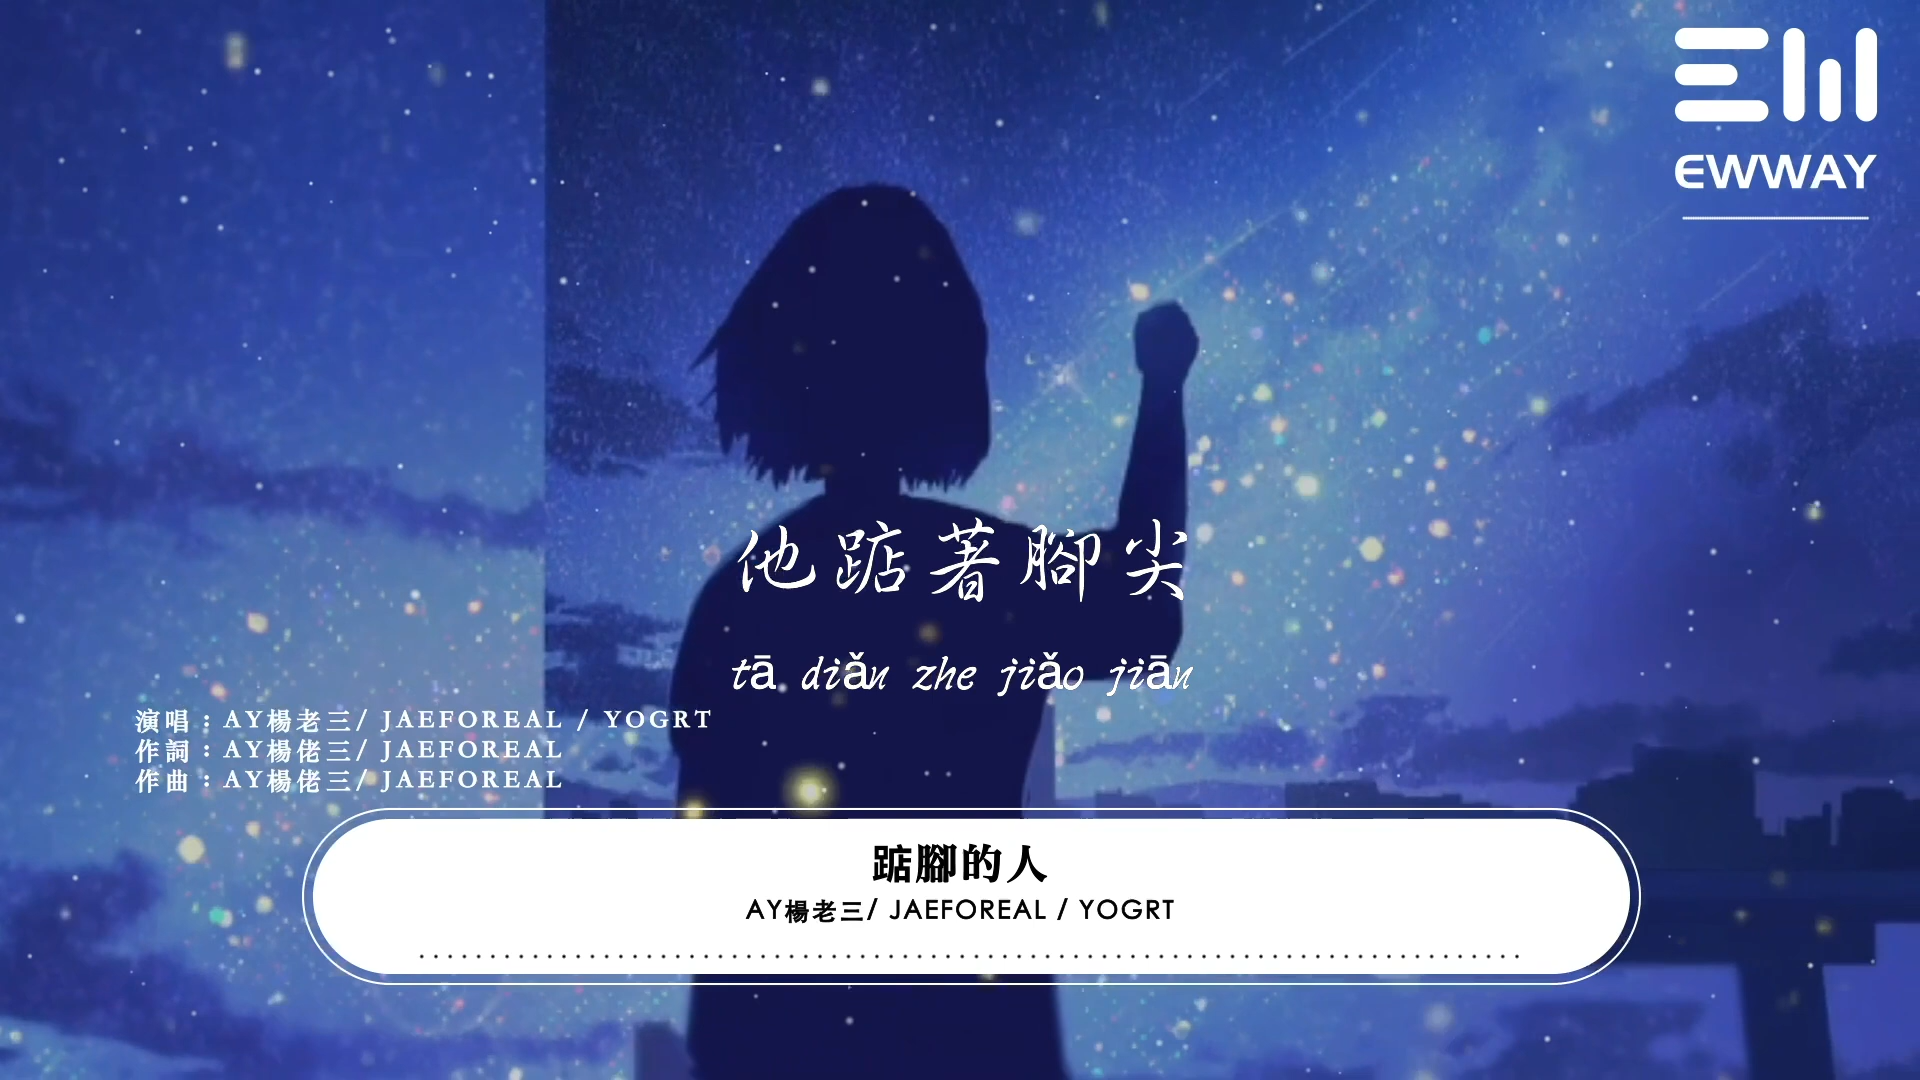 EW
EWWAY
他踮著腳尖
tā diǎn zhe jiǎo jiān
演唱：AY楊老三/ JAEFOREAL / YOGRT
作詞：AY楊佬三/ JAEFOREAL
作曲：AY楊佬三/ JAEFOREAL
踮腳的人
AY楊老三/ JAEFOREAL / YOGRT